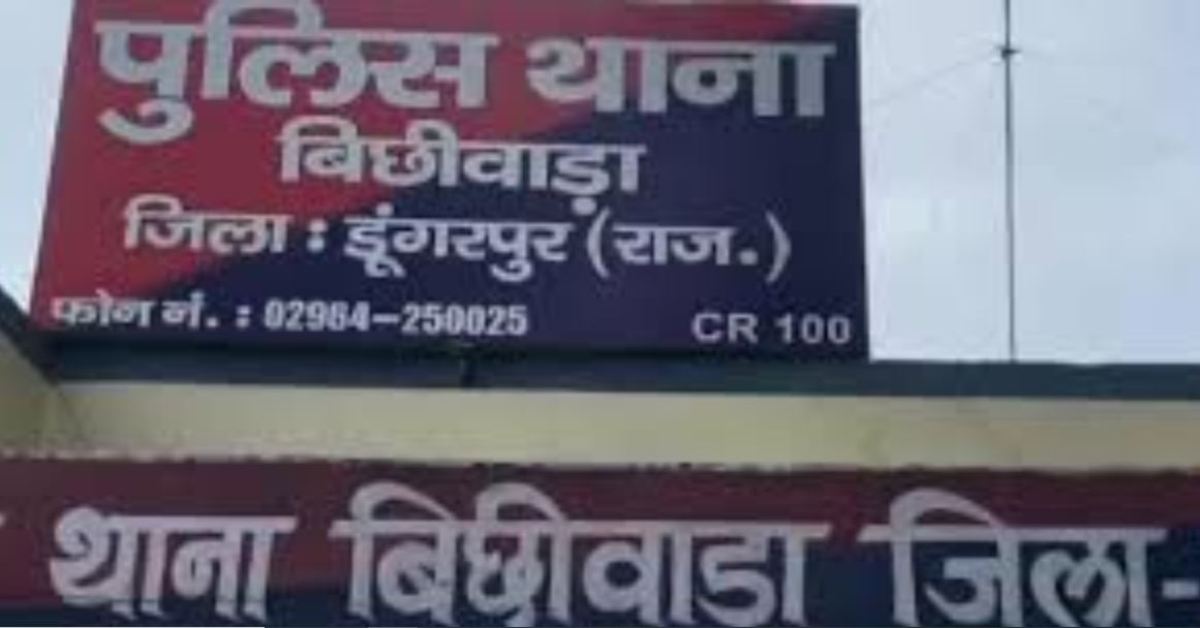 पुलिस थाना
बिछीवाड़ा
जिला : डूंगरपुर (राज.)
फोन नं. : 02964-250025 CR 100
थाना बिछीवाडा जिला-